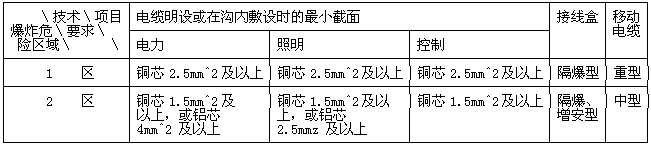 \技术\项目
爆炸危\要求\
险区域\ \
电缆明设或在沟内敷设时的最小截面
接线盒
移动
电缆
电力
照明
控制
1 区
铜芯 2.5mm^2 及以上
铜芯 2.5mm^2 及以上
铜芯 2.5mm^2 及以上
隔爆型
重型
2 区
铜芯 1.5mm^2 及
以上，或铝芯
4mm^2 及以上
铜芯 1.5mm^2 及以
上，或铝芯
2.5mmz 及以上
铜芯 1.5mm^2 及以上
隔爆、
增安型
中型